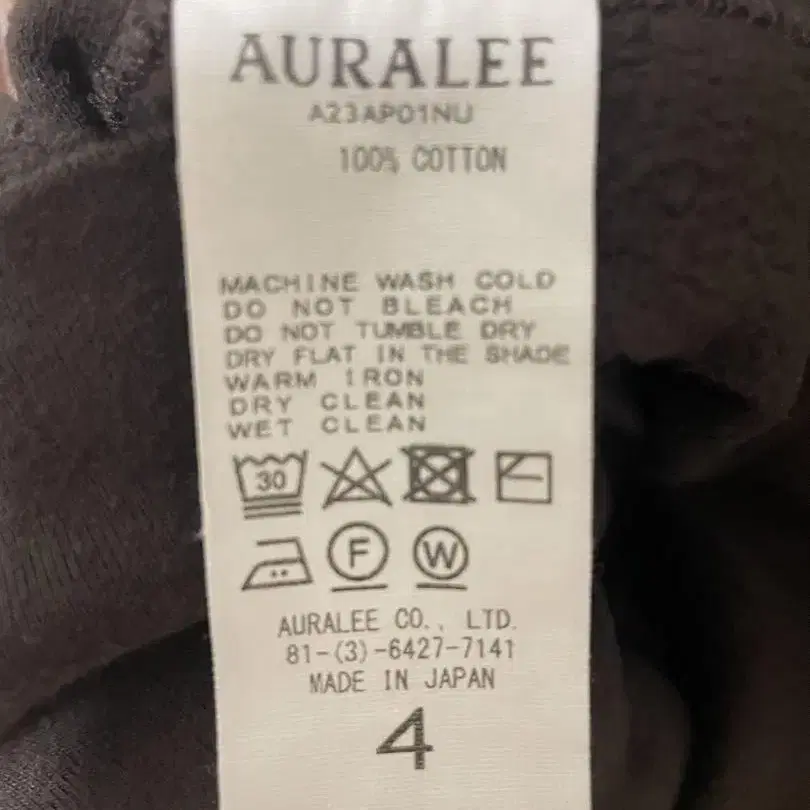 AURALEE
A23AP01NU
100% COTTON
MACHINE WASH COLD
DO NOT BLEACH
DO NOT TUMBLE DRY
DRY FLAT IN THE SHADE
WARM IRON
DRY CLEAN
WET CLEAN
30
F W
AURALEE CO., LTD.
81-(3)-6427-7141
MADE IN JAPAN
4